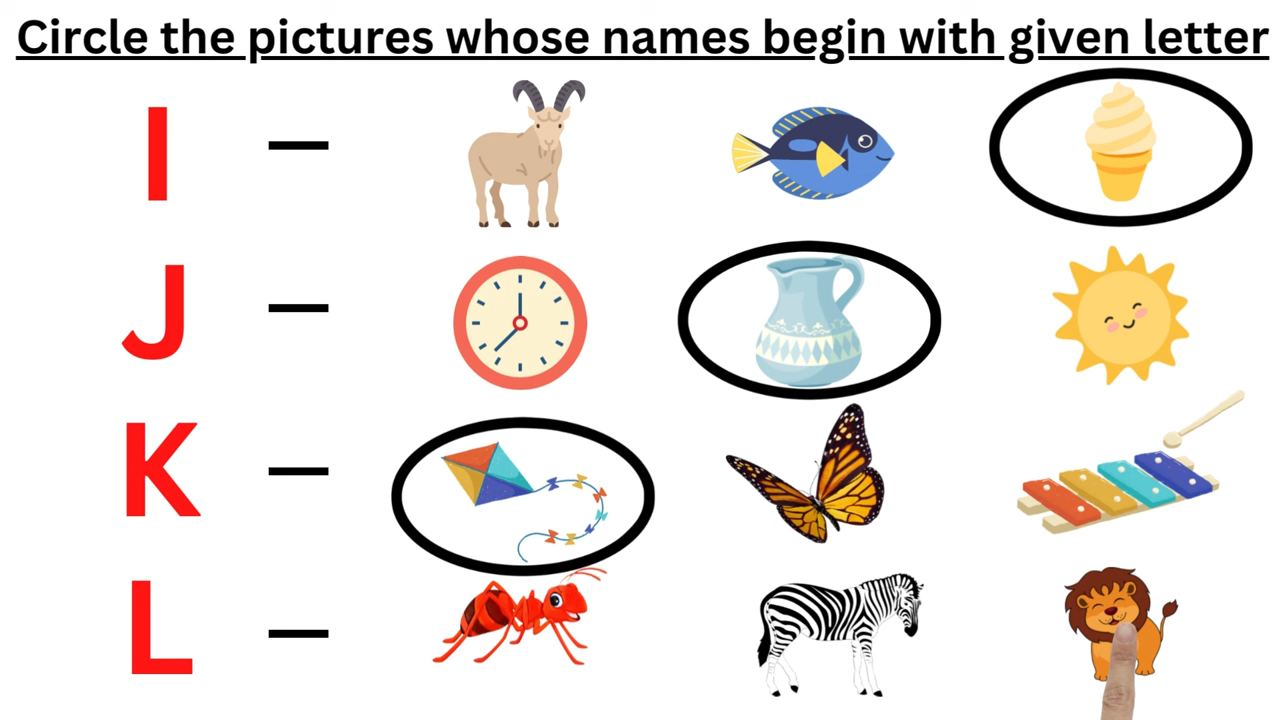 Circle the pictures whose names begin with given letter
I –
J –
K –
L –